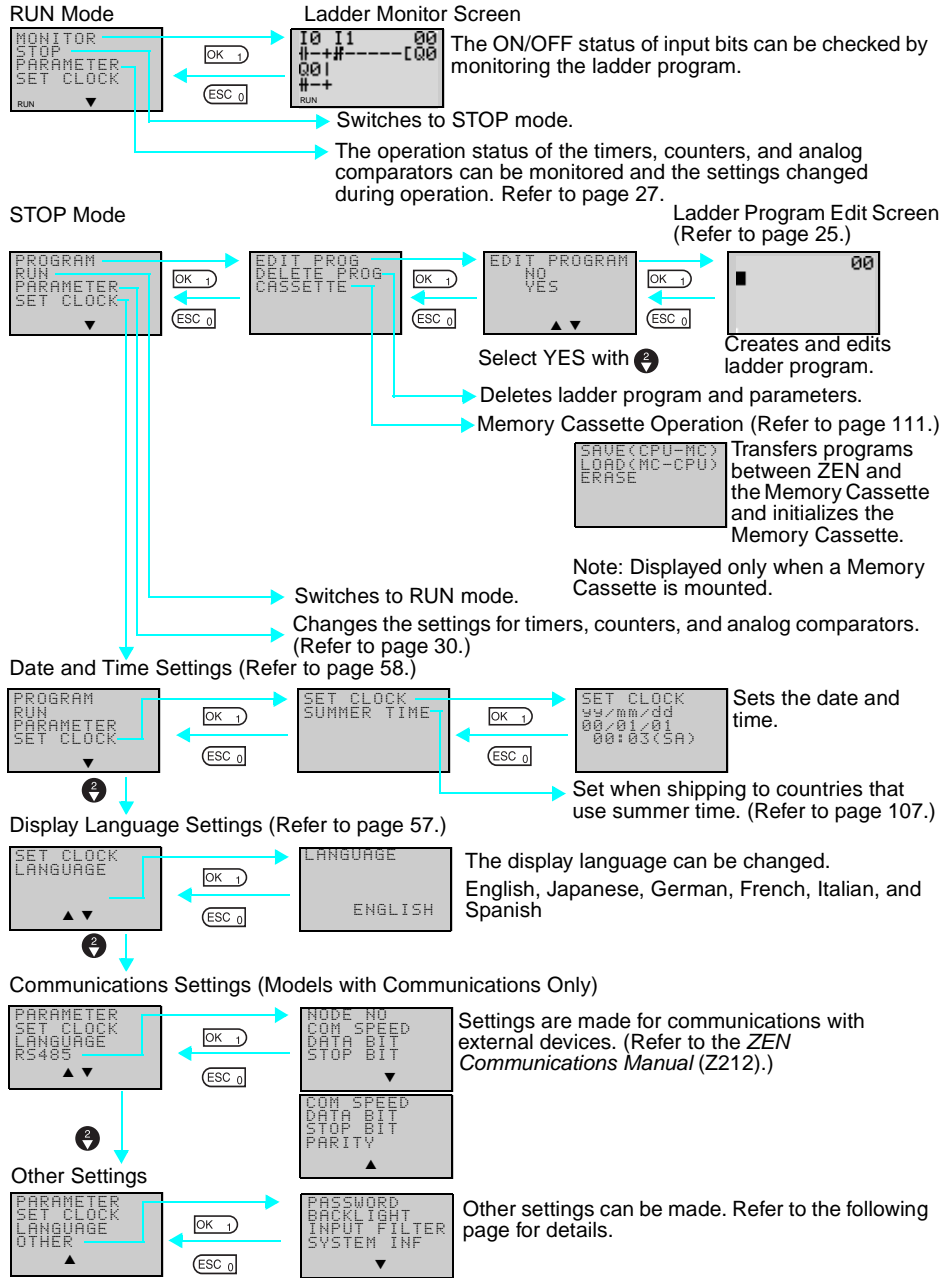 RUN Mode
Ladder Monitor Screen
MONITOR
STOP
PARAMETER
SET CLOCK
RUN ▼
OK 1
ESC 0
I0 I1 00
[Q0
Q0|
RUN
The ON/OFF status of input bits can be checked by
monitoring the ladder program.
Switches to STOP mode.
The operation status of the timers, counters, and analog
comparators can be monitored and the settings changed
during operation. Refer to page 27.
STOP Mode
Ladder Program Edit Screen
(Refer to page 25.)
PROGRAM
RUN
PARAMETER
SET CLOCK
▼
OK 1
ESC 0
EDIT PROG
DELETE PROG
CASSETTE
OK 1
ESC 0
EDIT PROGRAM
NO
YES
▲ ▼
OK 1
ESC 0
00
Select YES with 2
Creates and edits
ladder program.
Deletes ladder program and parameters.
Memory Cassette Operation (Refer to page 111.)
SAVE(CPU-MC)
LOAD(MC-CPU)
ERASE
Transfers programs
between ZEN and
the Memory Cassette
and initializes the
Memory Cassette.
Note: Displayed only when a Memory
Cassette is mounted.
Switches to RUN mode.
Changes the settings for timers, counters, and analog comparators.
(Refer to page 30.)
Date and Time Settings (Refer to page 58.)
PROGRAM
RUN
PARAMETER
SET CLOCK
▼
OK 1
ESC 0
SET CLOCK
SUMMER TIME
OK 1
ESC 0
SET CLOCK
yy/mm/dd
00/01/01
00:03(SA)
Sets the date and
time.
2
Set when shipping to countries that
use summer time. (Refer to page 107.)
Display Language Settings (Refer to page 57.)
SET CLOCK
LANGUAGE
▲ ▼
OK 1
ESC 0
LANGUAGE
ENGLISH
The display language can be changed.
English, Japanese, German, French, Italian, and
Spanish
2
Communications Settings (Models with Communications Only)
PARAMETER
SET CLOCK
LANGUAGE
RS485
▲ ▼
OK 1
ESC 0
NODE NO
COM SPEED
DATA BIT
STOP BIT
▼
Settings are made for communications with
external devices. (Refer to the ZEN
Communications Manual (Z212).)
COM SPEED
DATA BIT
STOP BIT
PARITY
▲
2
Other Settings
PARAMETER
SET CLOCK
LANGUAGE
OTHER
▲
OK 1
ESC 0
PASSWORD
BACKLIGHT
INPUT FILTER
SYSTEM INF
▼
Other settings can be made. Refer to the following
page for details.